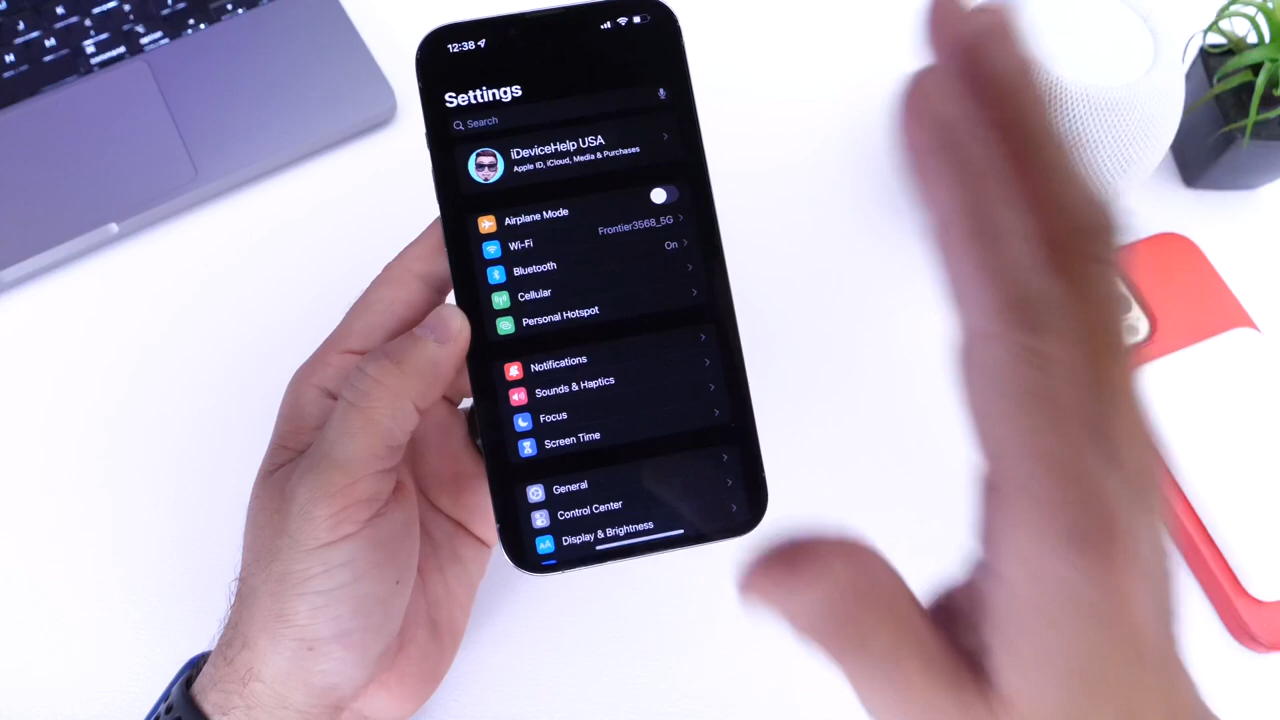 12:38
Settings
Search
iDeviceHelp USA
Apple ID, iCloud, Media & Purchases
Airplane Mode
Wi-Fi
Frontier3568_5G
Bluetooth
On
Cellular
Personal Hotspot
Notifications
Sounds & Haptics
Focus
Screen Time
General
Control Center
AA
Display & Brightness